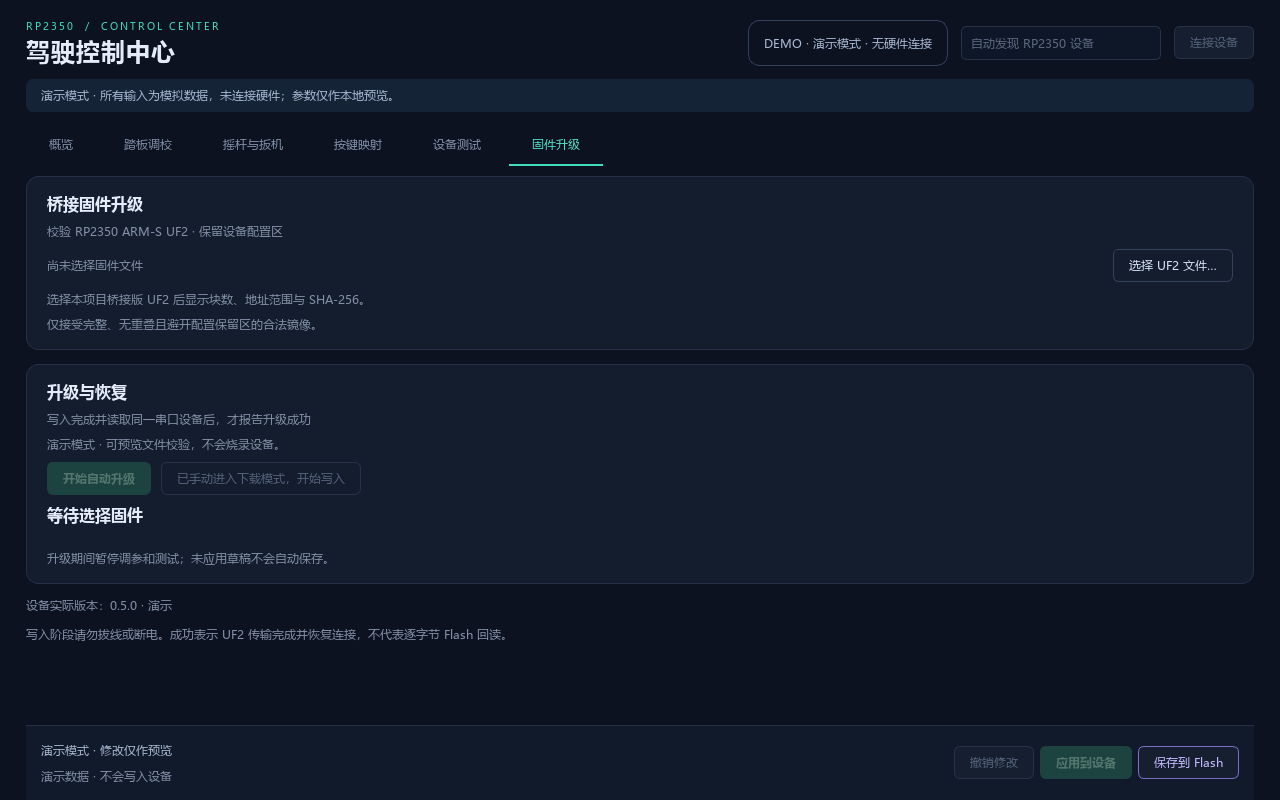 RP2350 / CONTROL CENTER
驾驶控制中心
DEMO · 演示模式 · 无硬件连接
自动发现 RP2350 设备
连接设备
演示模式 · 所有输入为模拟数据，未连接硬件；参数仅作本地预览。
概览
踏板调校
摇杆与扳机
按键映射
设备测试
固件升级
桥接固件升级
校验 RP2350 ARM-S UF2 · 保留设备配置区
尚未选择固件文件
选择 UF2 文件…
选择本项目桥接版 UF2 后显示块数、地址范围与 SHA-256。
仅接受完整、无重叠且避开配置保留区的合法镜像。
升级与恢复
写入完成并读取同一串口设备后，才报告升级成功
演示模式 · 可预览文件校验，不会烧录设备。
开始自动升级
已手动进入下载模式，开始写入
等待选择固件
升级期间暂停调参和测试；未应用草稿不会自动保存。
设备实际版本：0.5.0 · 演示
写入阶段请勿拔线或断电。成功表示 UF2 传输完成并恢复连接，不代表逐字节 Flash 回读。
演示模式 · 修改仅作预览
演示数据 · 不会写入设备
撤销修改
应用到设备
保存到 Flash